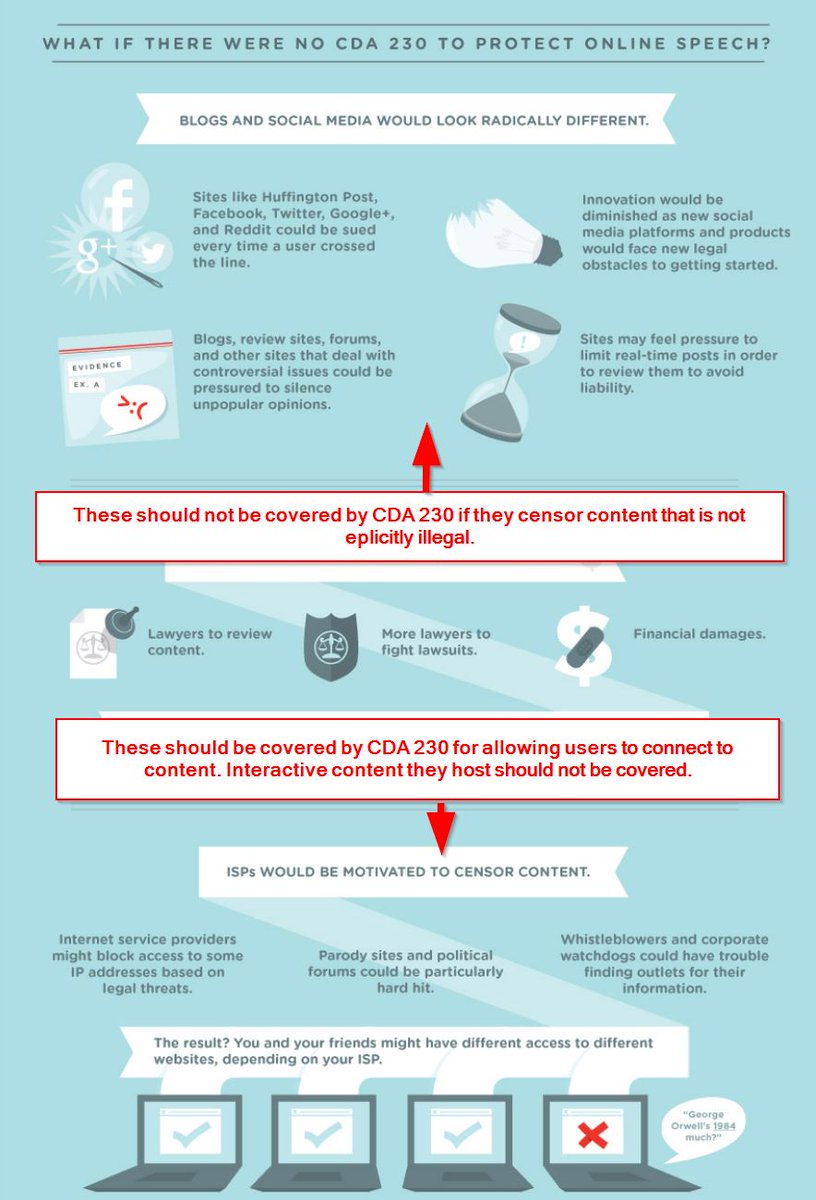 WHAT IF THERE WERE NO CDA 230 TO PROTECT ONLINE SPEECH?
BLOGS AND SOCIAL MEDIA WOULD LOOK RADICALLY DIFFERENT.
f
g+
Sites like Huffington Post,
Facebook, Twitter, Google+,
and Reddit could be sued
every time a user crossed
the line.
Innovation would be
diminished as new social
media platforms and products
would face new legal
obstacles to getting started.
EVIDENCE
EX. A
>:(
Blogs, review sites, forums,
and other sites that deal with
controversial issues could be
pressured to silence
unpopular opinions.
!
Sites may feel pressure to
limit real-time posts in order
to review them to avoid
liability.
These should not be covered by CDA 230 if they censor content that is not
eplicitly illegal.
Lawyers to review
content.
More lawyers to
fight lawsuits.
$
Financial damages.
These should be covered by CDA 230 for allowing users to connect to
content. Interactive content they host should not be covered.
ISPs WOULD BE MOTIVATED TO CENSOR CONTENT.
Internet service providers
might block access to some
IP addresses based on
legal threats.
Parody sites and political
forums could be particularly
hard hit.
Whistleblowers and corporate
watchdogs could have trouble
finding outlets for their
information.
The result? You and your friends might have different access to different
websites, depending on your ISP.
"George
Orwell's 1984
much?"